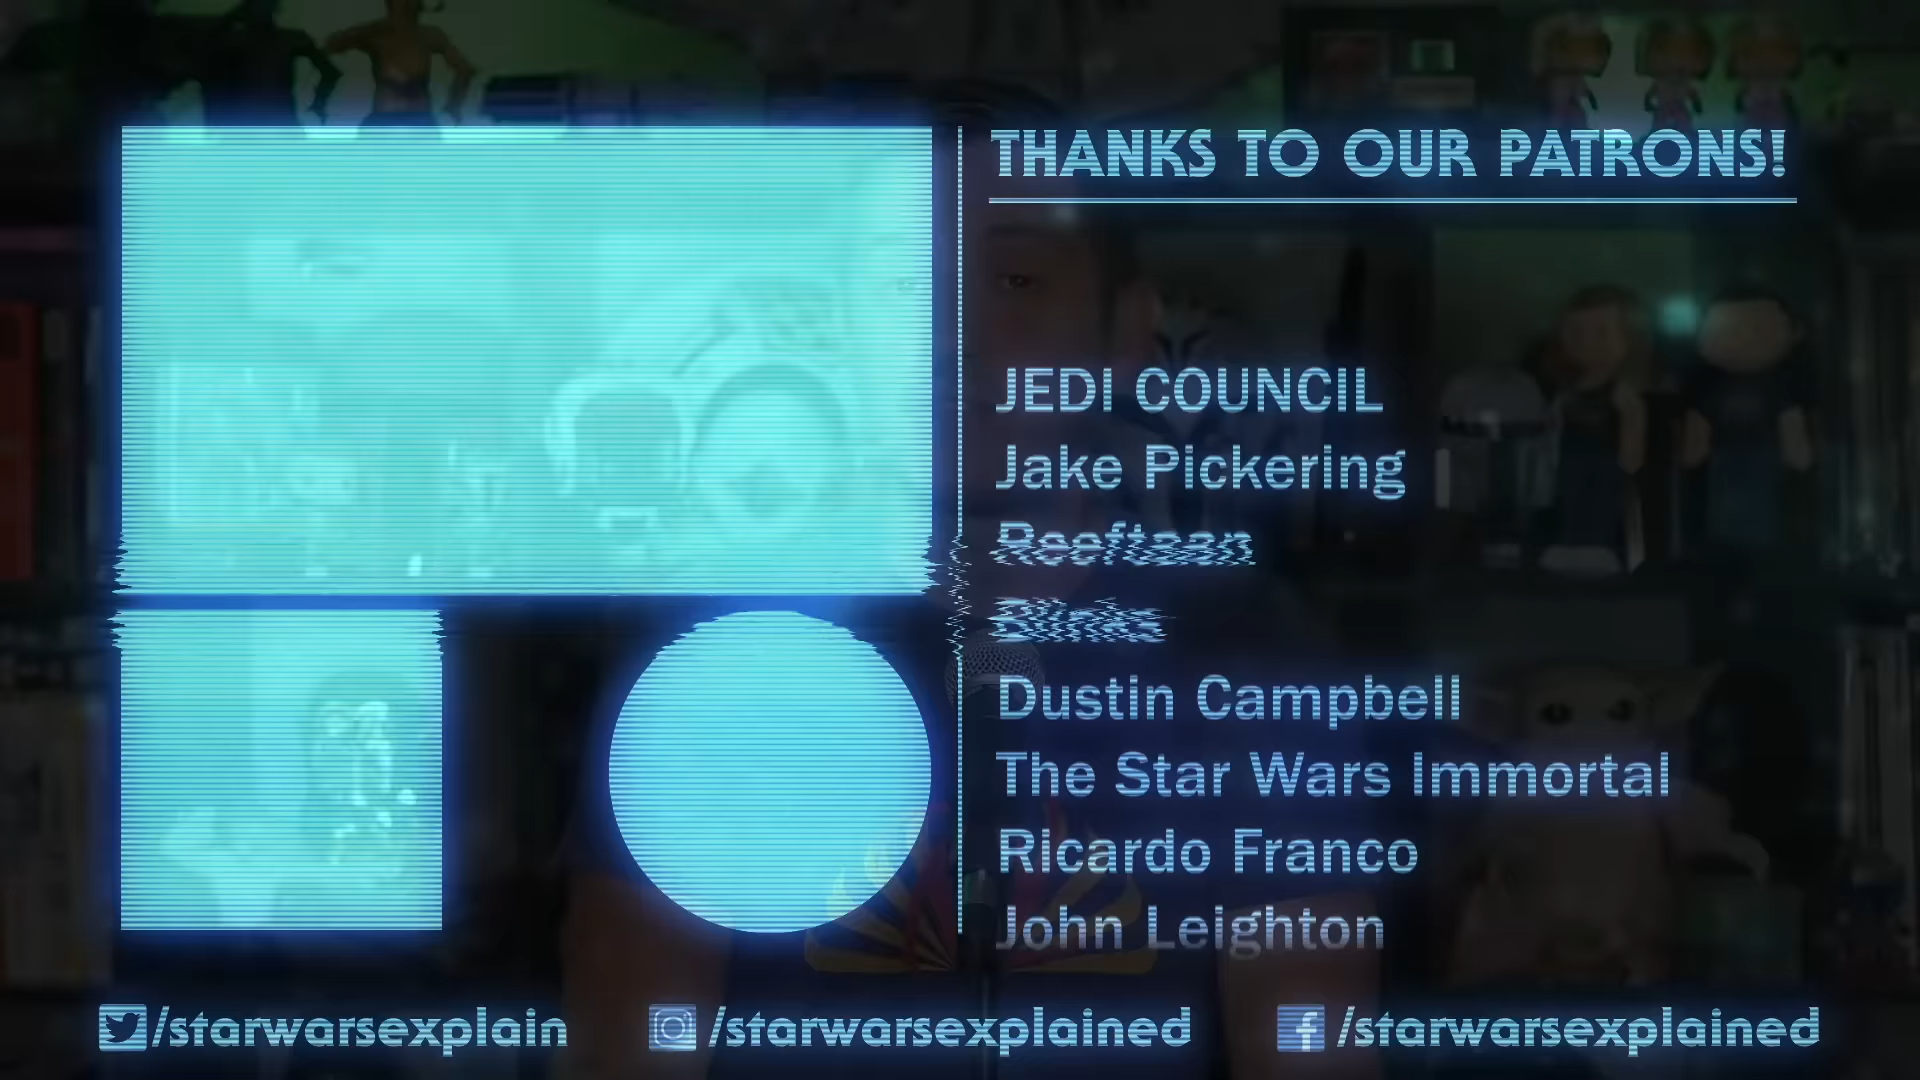 THANKS TO OUR PATRONS!
JEDI COUNCIL
Jake Pickering
Dustin Campbell
The Star Wars Immortal
Ricardo Franco
John Leighton
/starwarsexplain
/starwarsexplained
/starwarsexplained